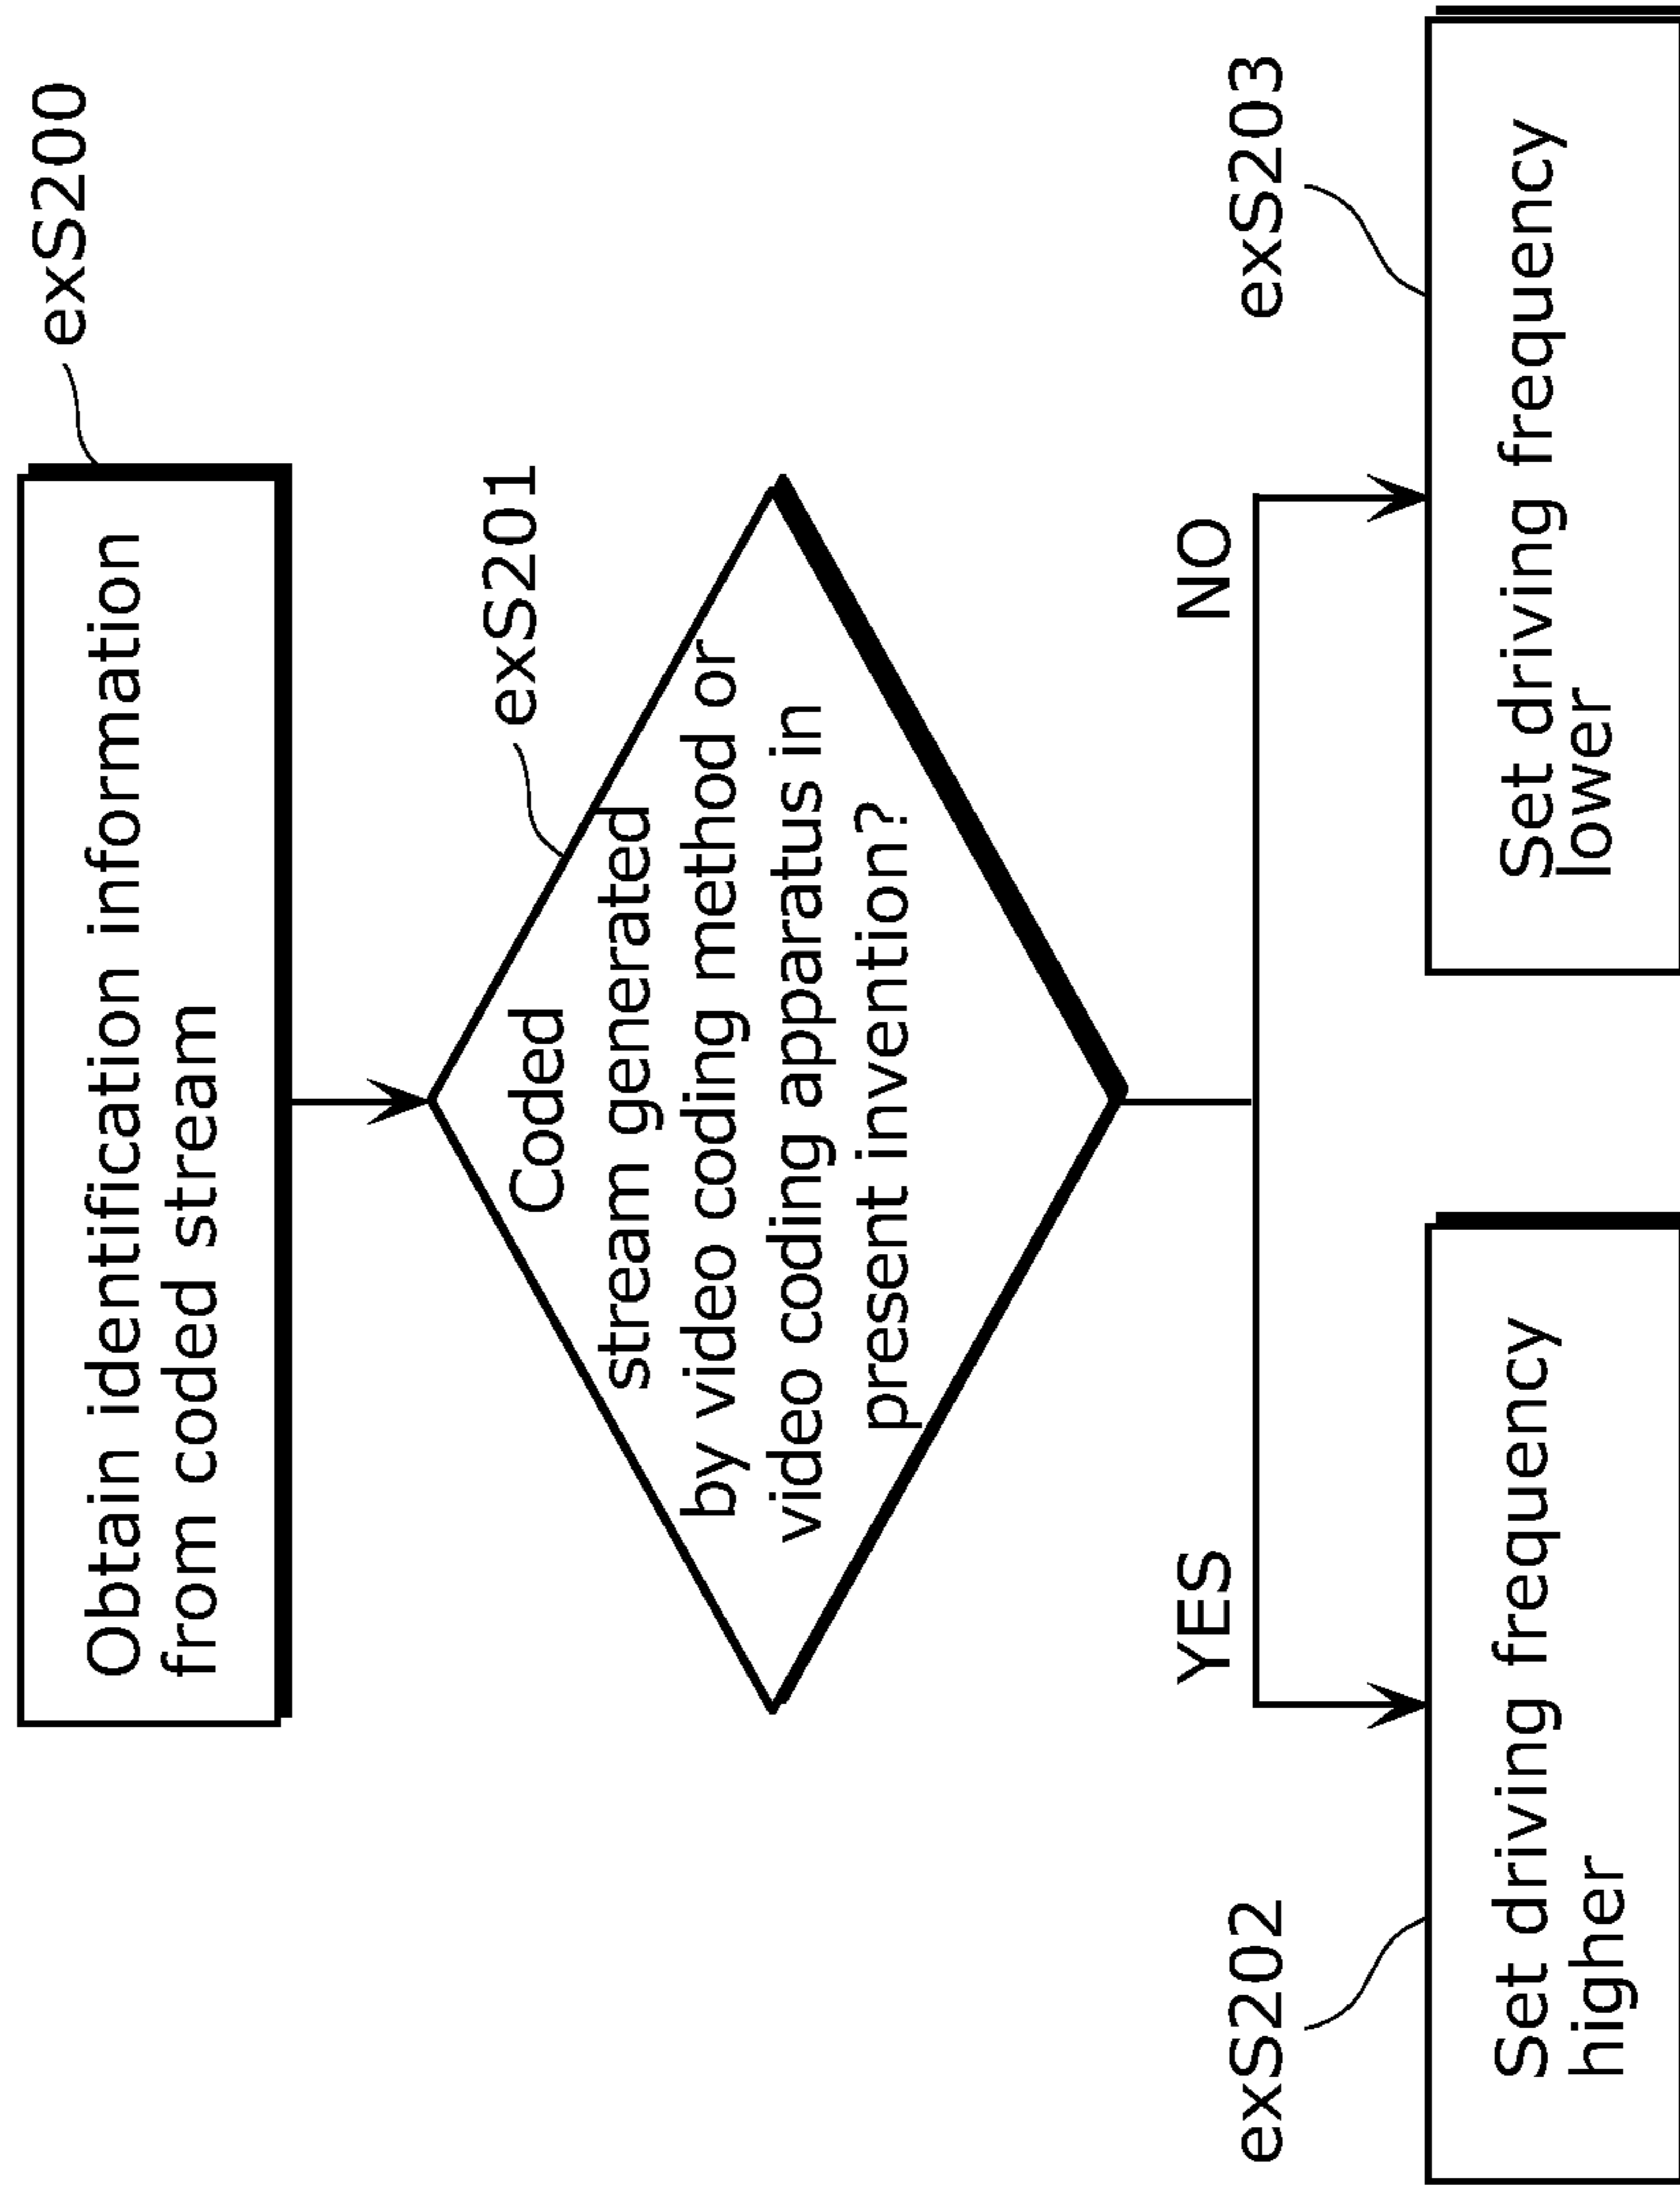 exS200
Obtain identification information
from coded stream
exS201
Coded
stream generated
by video coding method or
video coding apparatus in
present invention?
YES
NO
exS202
Set driving frequency
higher
exS203
Set driving frequency
lower